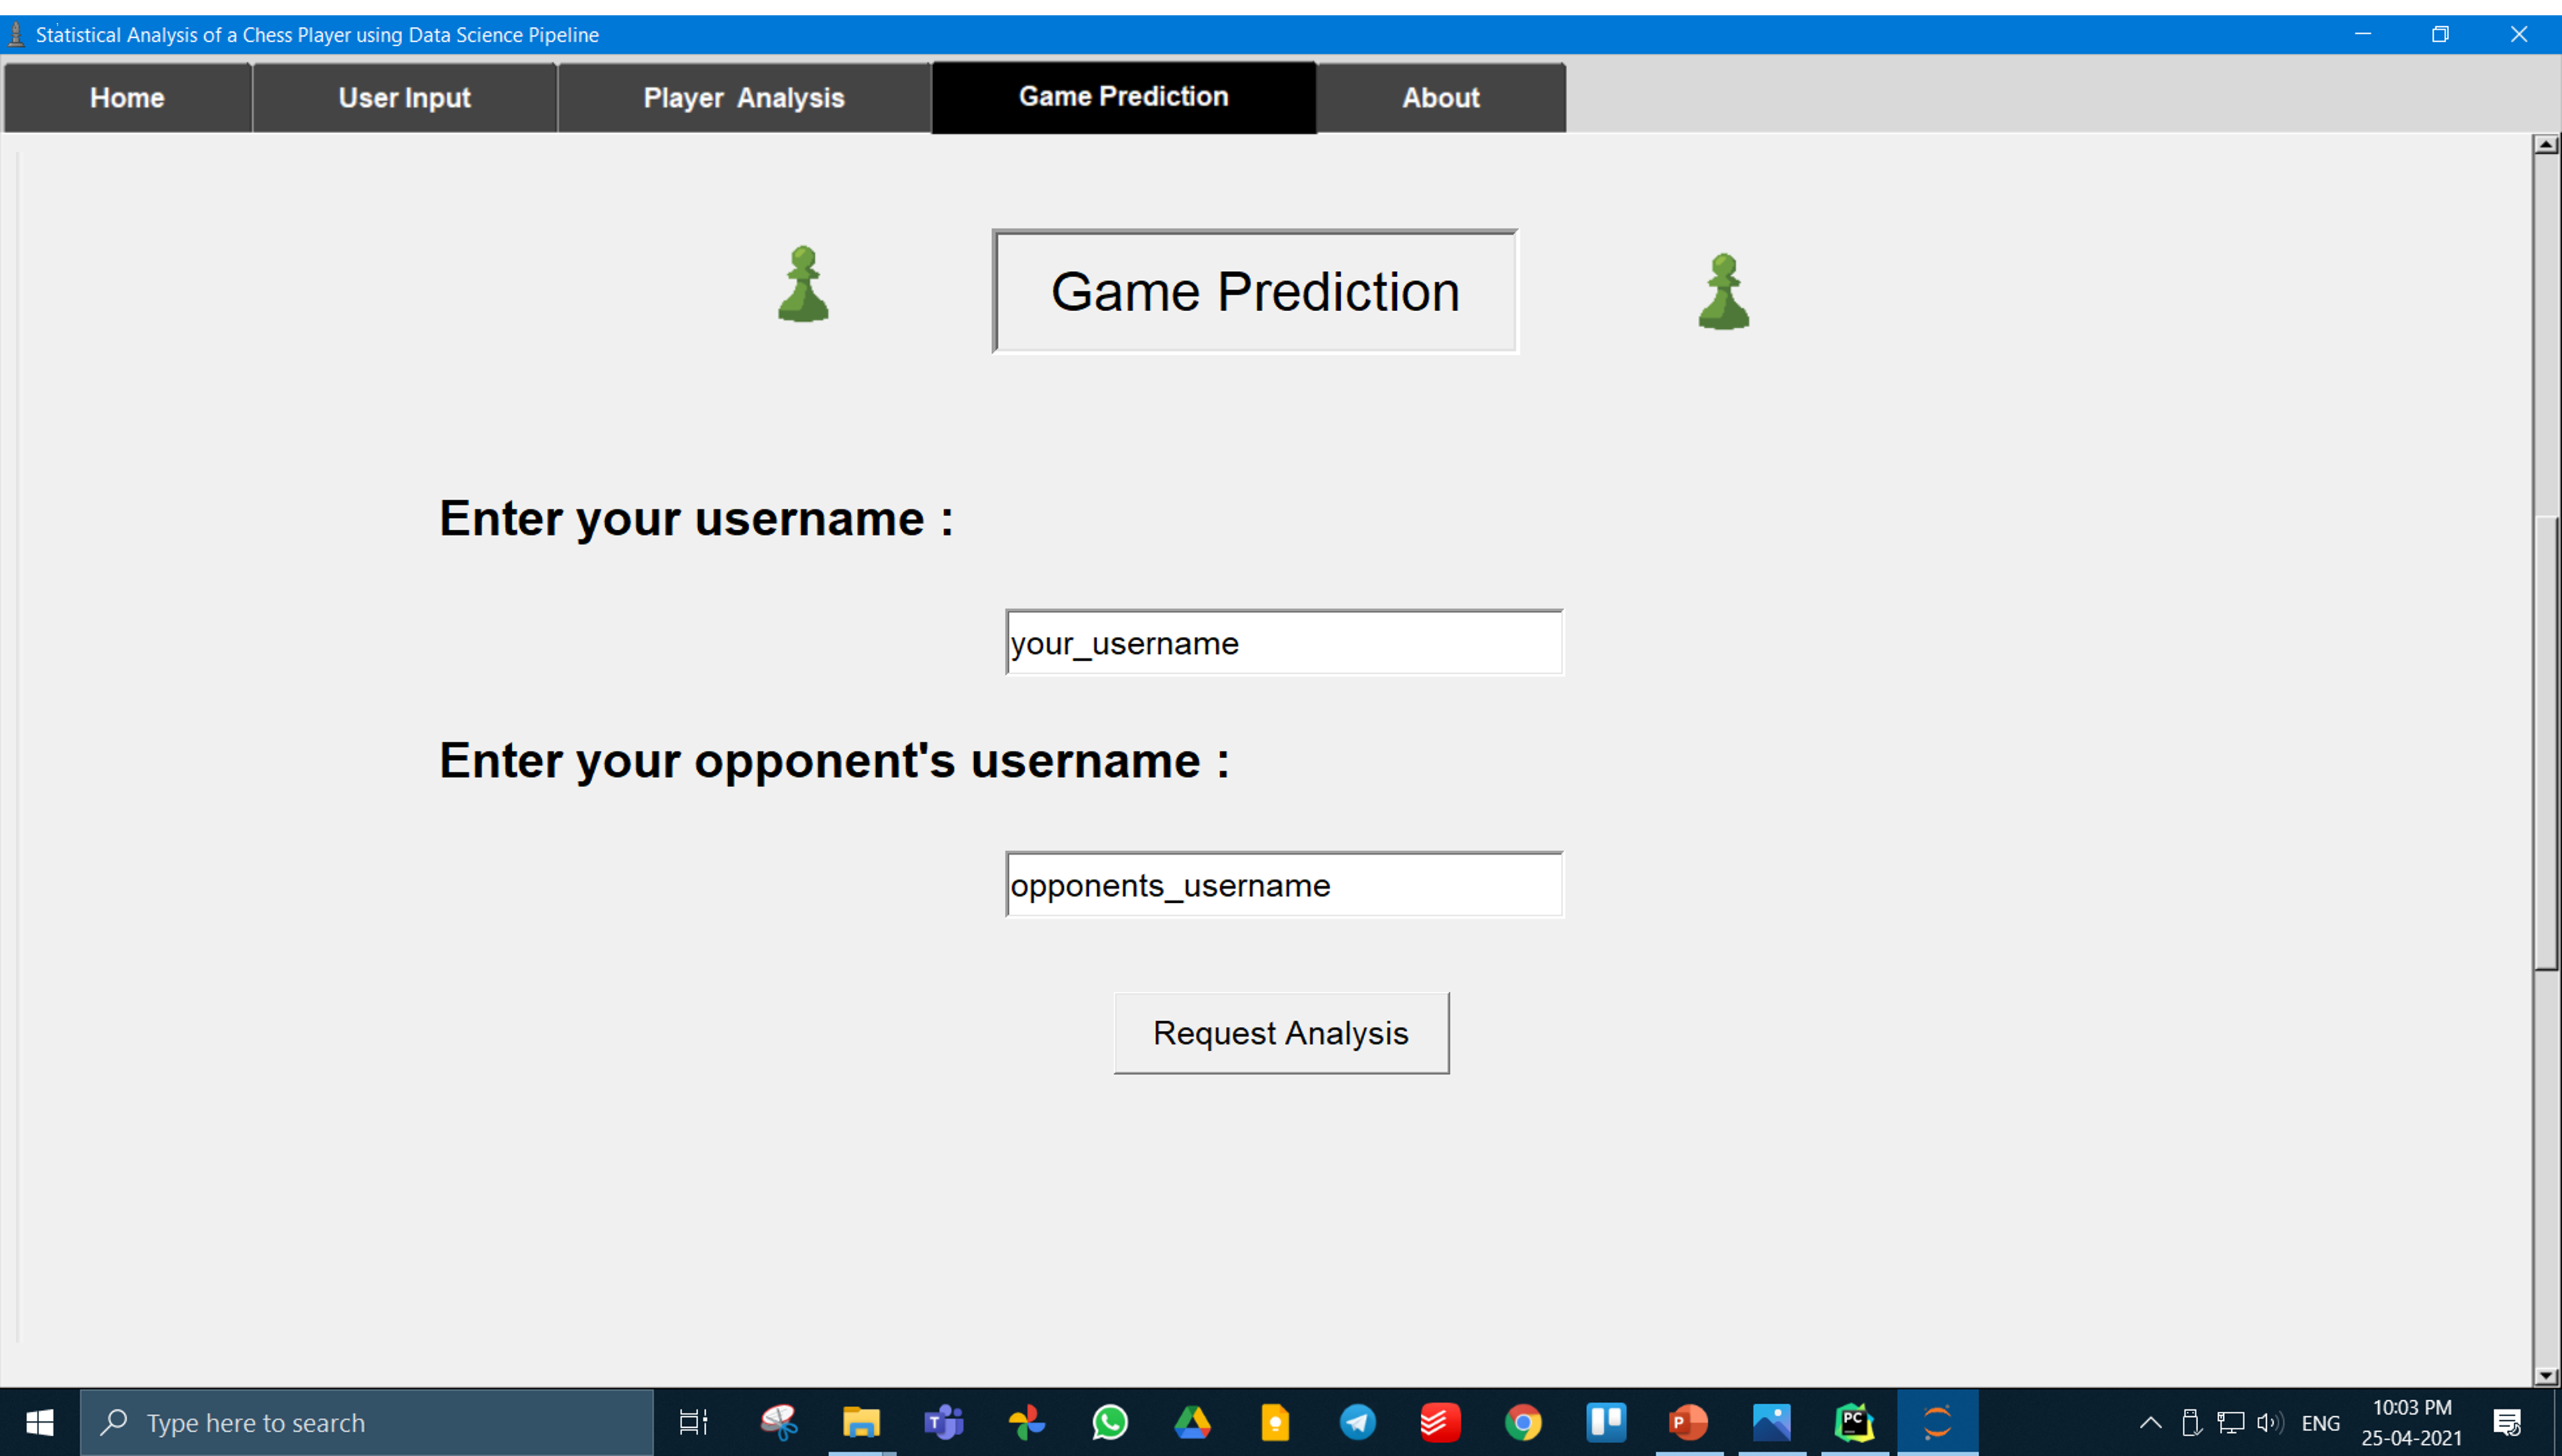 Statistical Analysis of a Chess Player using Data Science Pipeline
Home User Input Player Analysis Game Prediction About
Game Prediction
Enter your username :
your_username
Enter your opponent's username :
opponents_username
Request Analysis
Type here to search
T
P
PC
ENG
10:03 PM
25-04-2021
3